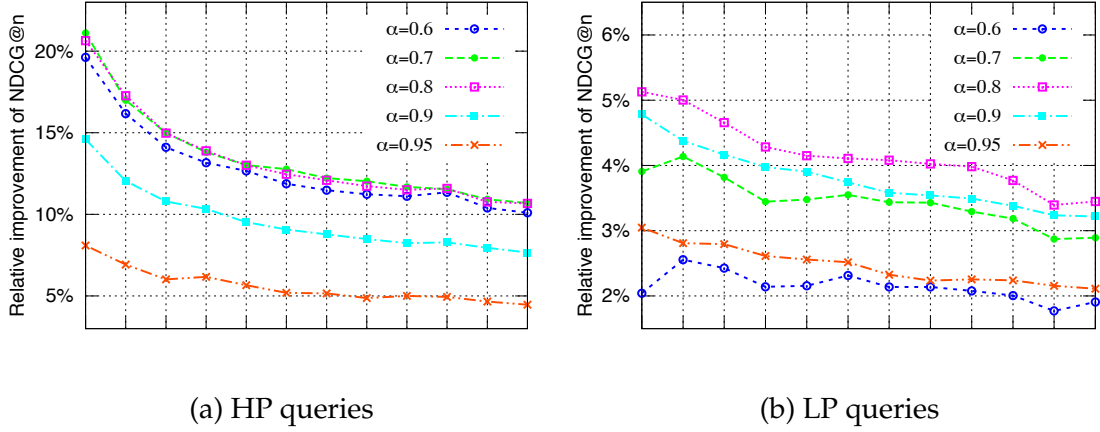 Relative improvement of NDCG@n
20%
15%
10%
5%
α=0.6
α=0.7
α=0.8
α=0.9
α=0.95
(a) HP queries
Relative improvement of NDCG@n
6%
5%
4%
3%
2%
α=0.6
α=0.7
α=0.8
α=0.9
α=0.95
(b) LP queries